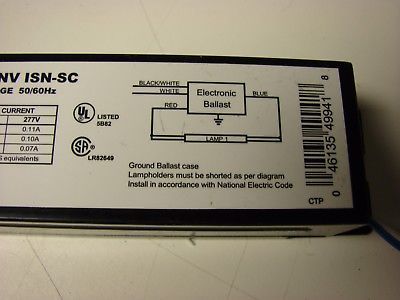 NV ISN-SC
GE 50/60Hz
CURRENT
277V
0.11A
0.10A
0.07A
S equivalents
UL
LISTED
5B82
SA
LR82649
BLACK/WHITE
WHITE
RED
Electronic
Ballast
BLUE
LAMP 1
Ground Ballast case
Lampholders must be shorted as per diagram
Install in accordance with National Electric Code
CTP
0 46135 49941 8